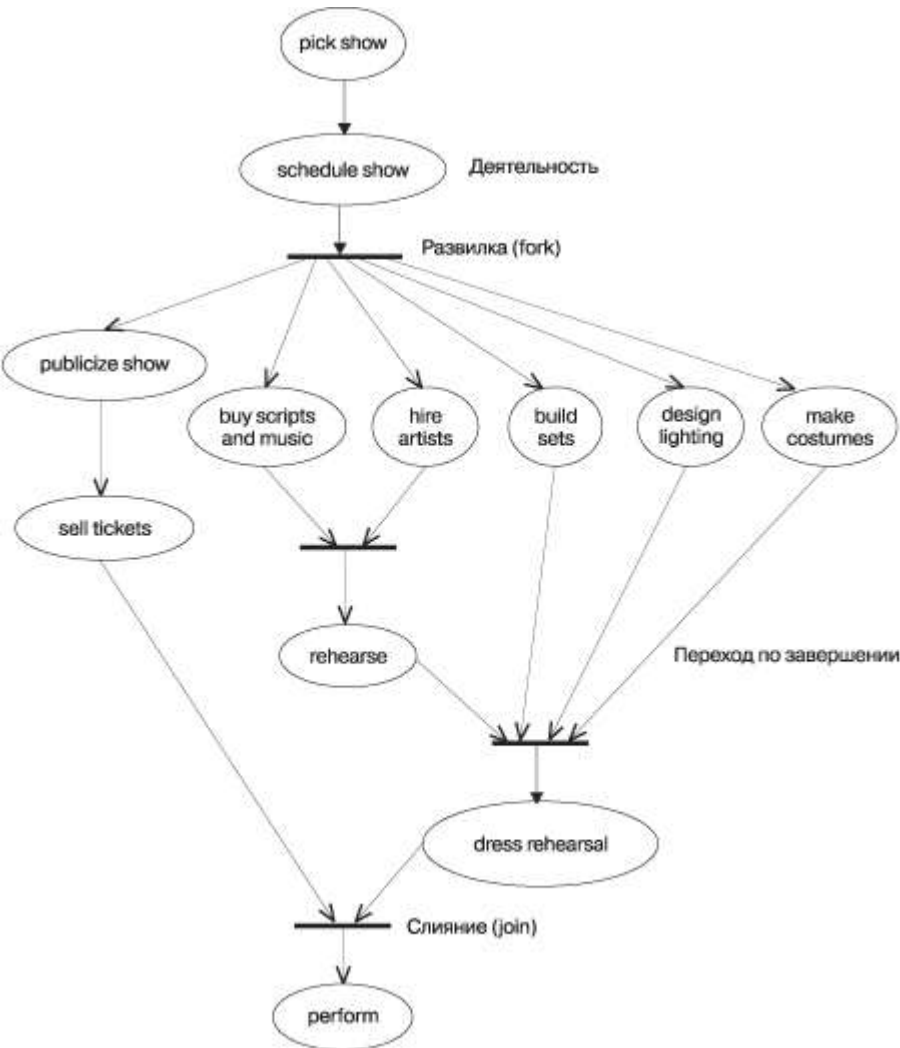 pick show
schedule show
Деятельность
Развилка (fork)
publicize show
buy scripts
and music
hire
artists
build
sets
design
lighting
make
costumes
sell tickets
rehearse
Переход по завершении
dress rehearsal
Слияние (join)
perform